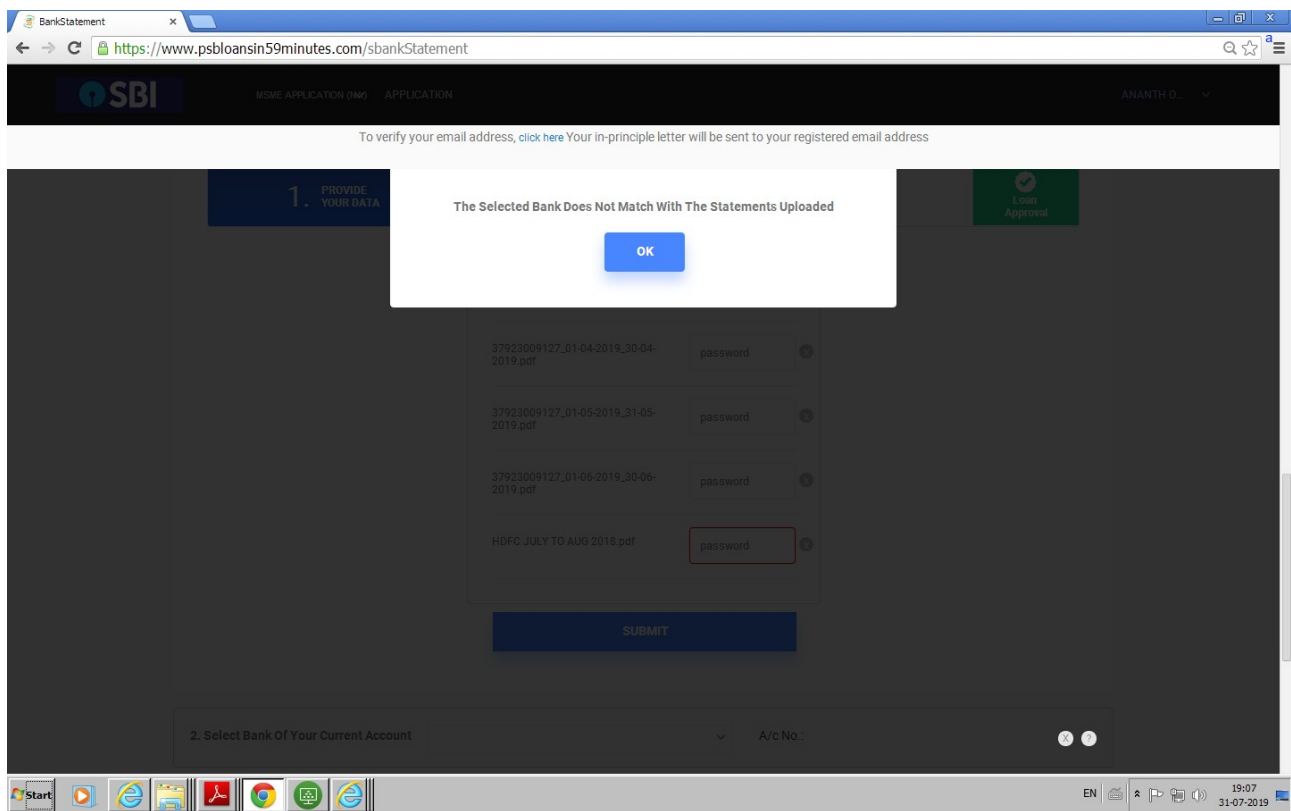 BankStatement
https://www.psbloansin59minutes.com/sbankStatement
SBI
MSME APPLICATION APPLICATION
ANANTH O...
To verify your email address, click here Your in-principle letter will be sent to your registered email address
1. PROVIDE
YOUR DATA
Loan
Approval
The Selected Bank Does Not Match With The Statements Uploaded
OK
37923009127_01-04-2019_30-04-
2019.pdf
password
x
37923009127_01-05-2019_31-05-
2019.pdf
password
x
37923009127_01-06-2019_30-06-
2019.pdf
password
x
HDFC JULY TO AUG 2018.pdf
password
x
SUBMIT
2. Select Bank Of Your Current Account
A/c No.:
X ?
Start
EN
19:07
31-07-2019